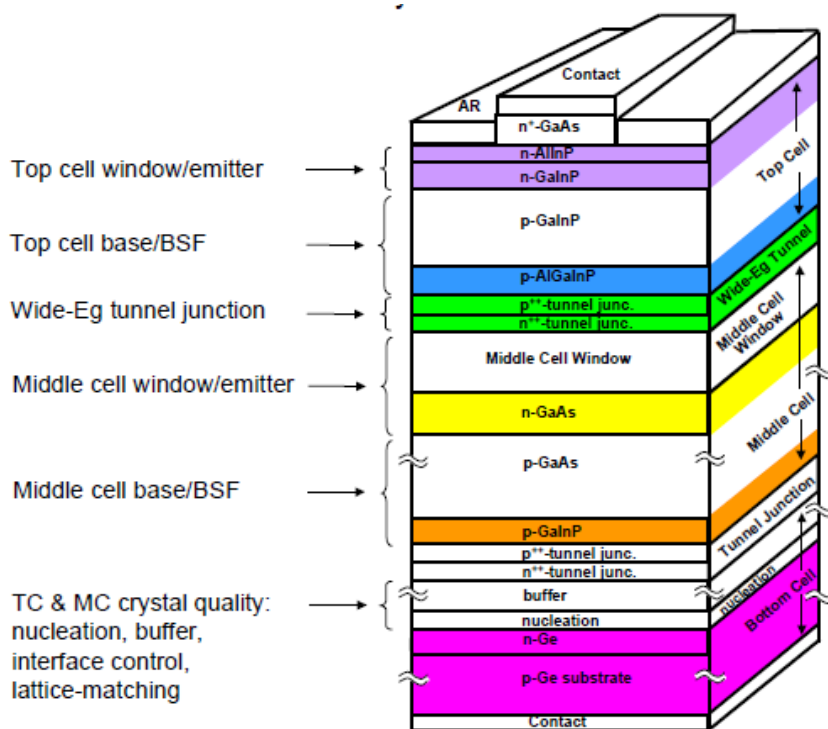 Contact
AR
n⁺-GaAs
n-AlInP
n-GaInP
p-GaInP
p-AlGaInP
p⁺⁺-tunnel junc.
n⁺⁺-tunnel junc.
Middle Cell Window
n-GaAs
p-GaAs
p-GaInP
p⁺⁺-tunnel junc.
n⁺⁺-tunnel junc.
buffer
nucleation
n-Ge
p-Ge substrate
Contact
Top cell window/emitter
Top cell base/BSF
Wide-Eg tunnel junction
Middle cell window/emitter
Middle cell base/BSF
TC & MC crystal quality:
nucleation, buffer,
interface control,
lattice-matching
Top Cell
Wide-Eg Tunnel
Middle Cell
Window
Middle Cell
Tunnel Junction
nucleation
Bottom Cell